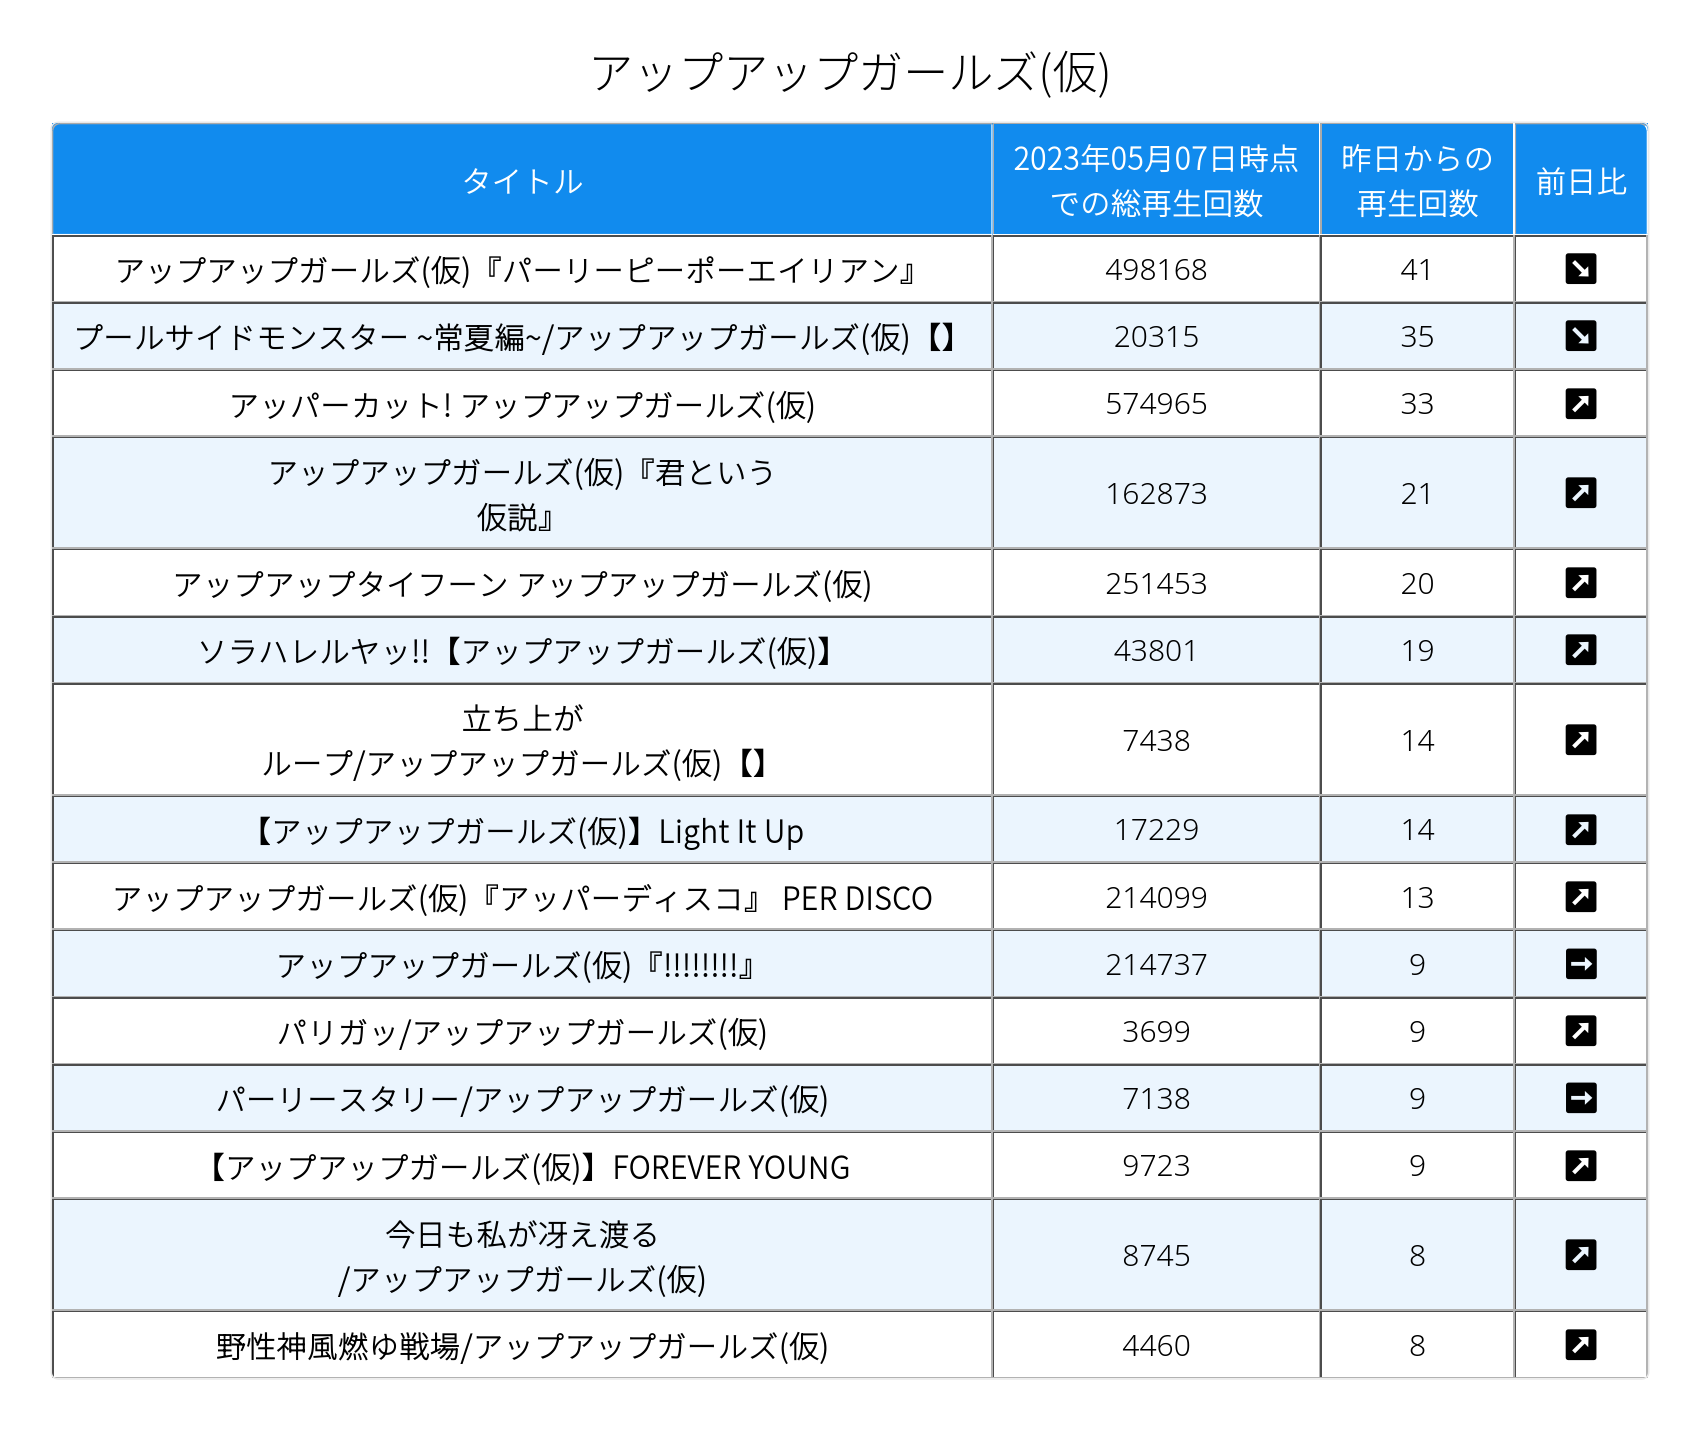 アップアップガールズ(仮)
タイトル
2023年05月07日時点
での総再生回数
昨日からの
再生回数
前日比
アップアップガールズ(仮)『パーリーピーポーエイリアン』
498168
41
↘
プールサイドモンスター ~常夏編~/アップアップガールズ(仮)【】
20315
35
↘
アッパーカット! アップアップガールズ(仮)
574965
33
↗
アップアップガールズ(仮)『君という
仮説』
162873
21
↗
アップアップタイフーン アップアップガールズ(仮)
251453
20
↗
ソラハレルヤッ!!【アップアップガールズ(仮)】
43801
19
↗
立ち上が
ループ/アップアップガールズ(仮)【】
7438
14
↗
【アップアップガールズ(仮)】Light It Up
17229
14
↗
アップアップガールズ(仮)『アッパーディスコ』 PER DISCO
214099
13
↗
アップアップガールズ(仮)『!!!!!!!!』
214737
9
→
パリガッ/アップアップガールズ(仮)
3699
9
↗
パーリースタリー/アップアップガールズ(仮)
7138
9
→
【アップアップガールズ(仮)】FOREVER YOUNG
9723
9
↗
今日も私が冴え渡る
/アップアップガールズ(仮)
8745
8
↗
野性神風燃ゆ戦場/アップアップガールズ(仮)
4460
8
↗